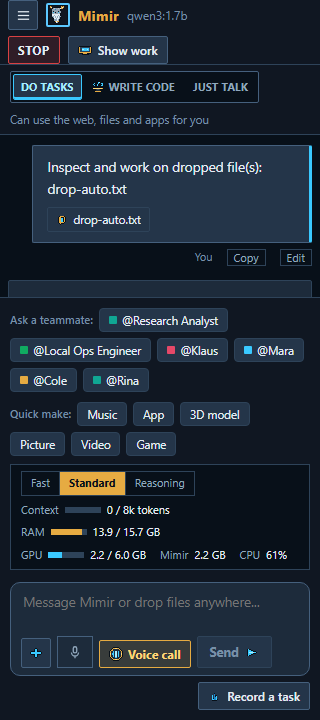 Mimir qwen3:1.7b
STOP Show work
DO TASKS WRITE CODE JUST TALK
Can use the web, files and apps for you
Inspect and work on dropped file(s):
drop-auto.txt
drop-auto.txt
You Copy Edit
Ask a teammate: @Research Analyst
@Local Ops Engineer @Klaus @Mara
@Cole @Rina
Quick make: Music App 3D model
Picture Video Game
Fast Standard Reasoning
Context 0 / 8k tokens
RAM 13.9 / 15.7 GB
GPU 2.2 / 6.0 GB Mimir 2.2 GB CPU 61%
Message Mimir or drop files anywhere...
+ Voice call Send
Record a task